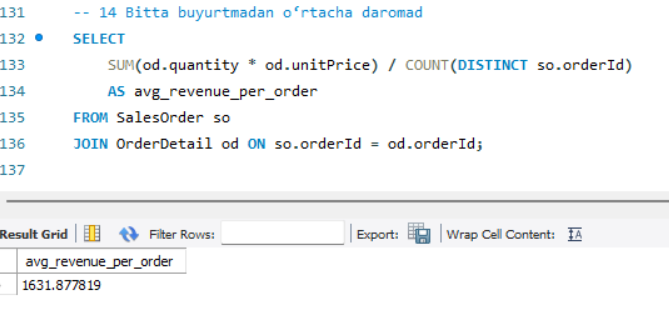 131 -- 14 Bitta buyurtmadan o‘rtacha daromad
132 SELECT
133 SUM(od.quantity * od.unitPrice) / COUNT(DISTINCT so.orderId)
134 AS avg_revenue_per_order
135 FROM SalesOrder so
136 JOIN OrderDetail od ON so.orderId = od.orderId;
137
Result Grid Filter Rows: Export: Wrap Cell Content: IA
avg_revenue_per_order
1631.877819